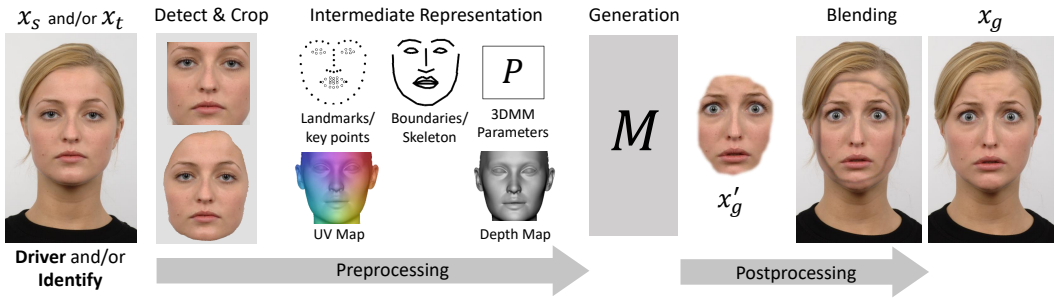 x_s and/or x_t
Detect & Crop
Intermediate Representation
Generation
Blending
x_g
Landmarks/
key points
Boundaries/
Skeleton
P
3DMM
Parameters
UV Map
Depth Map
M
x'_g
Driver and/or
Identify
Preprocessing
Postprocessing